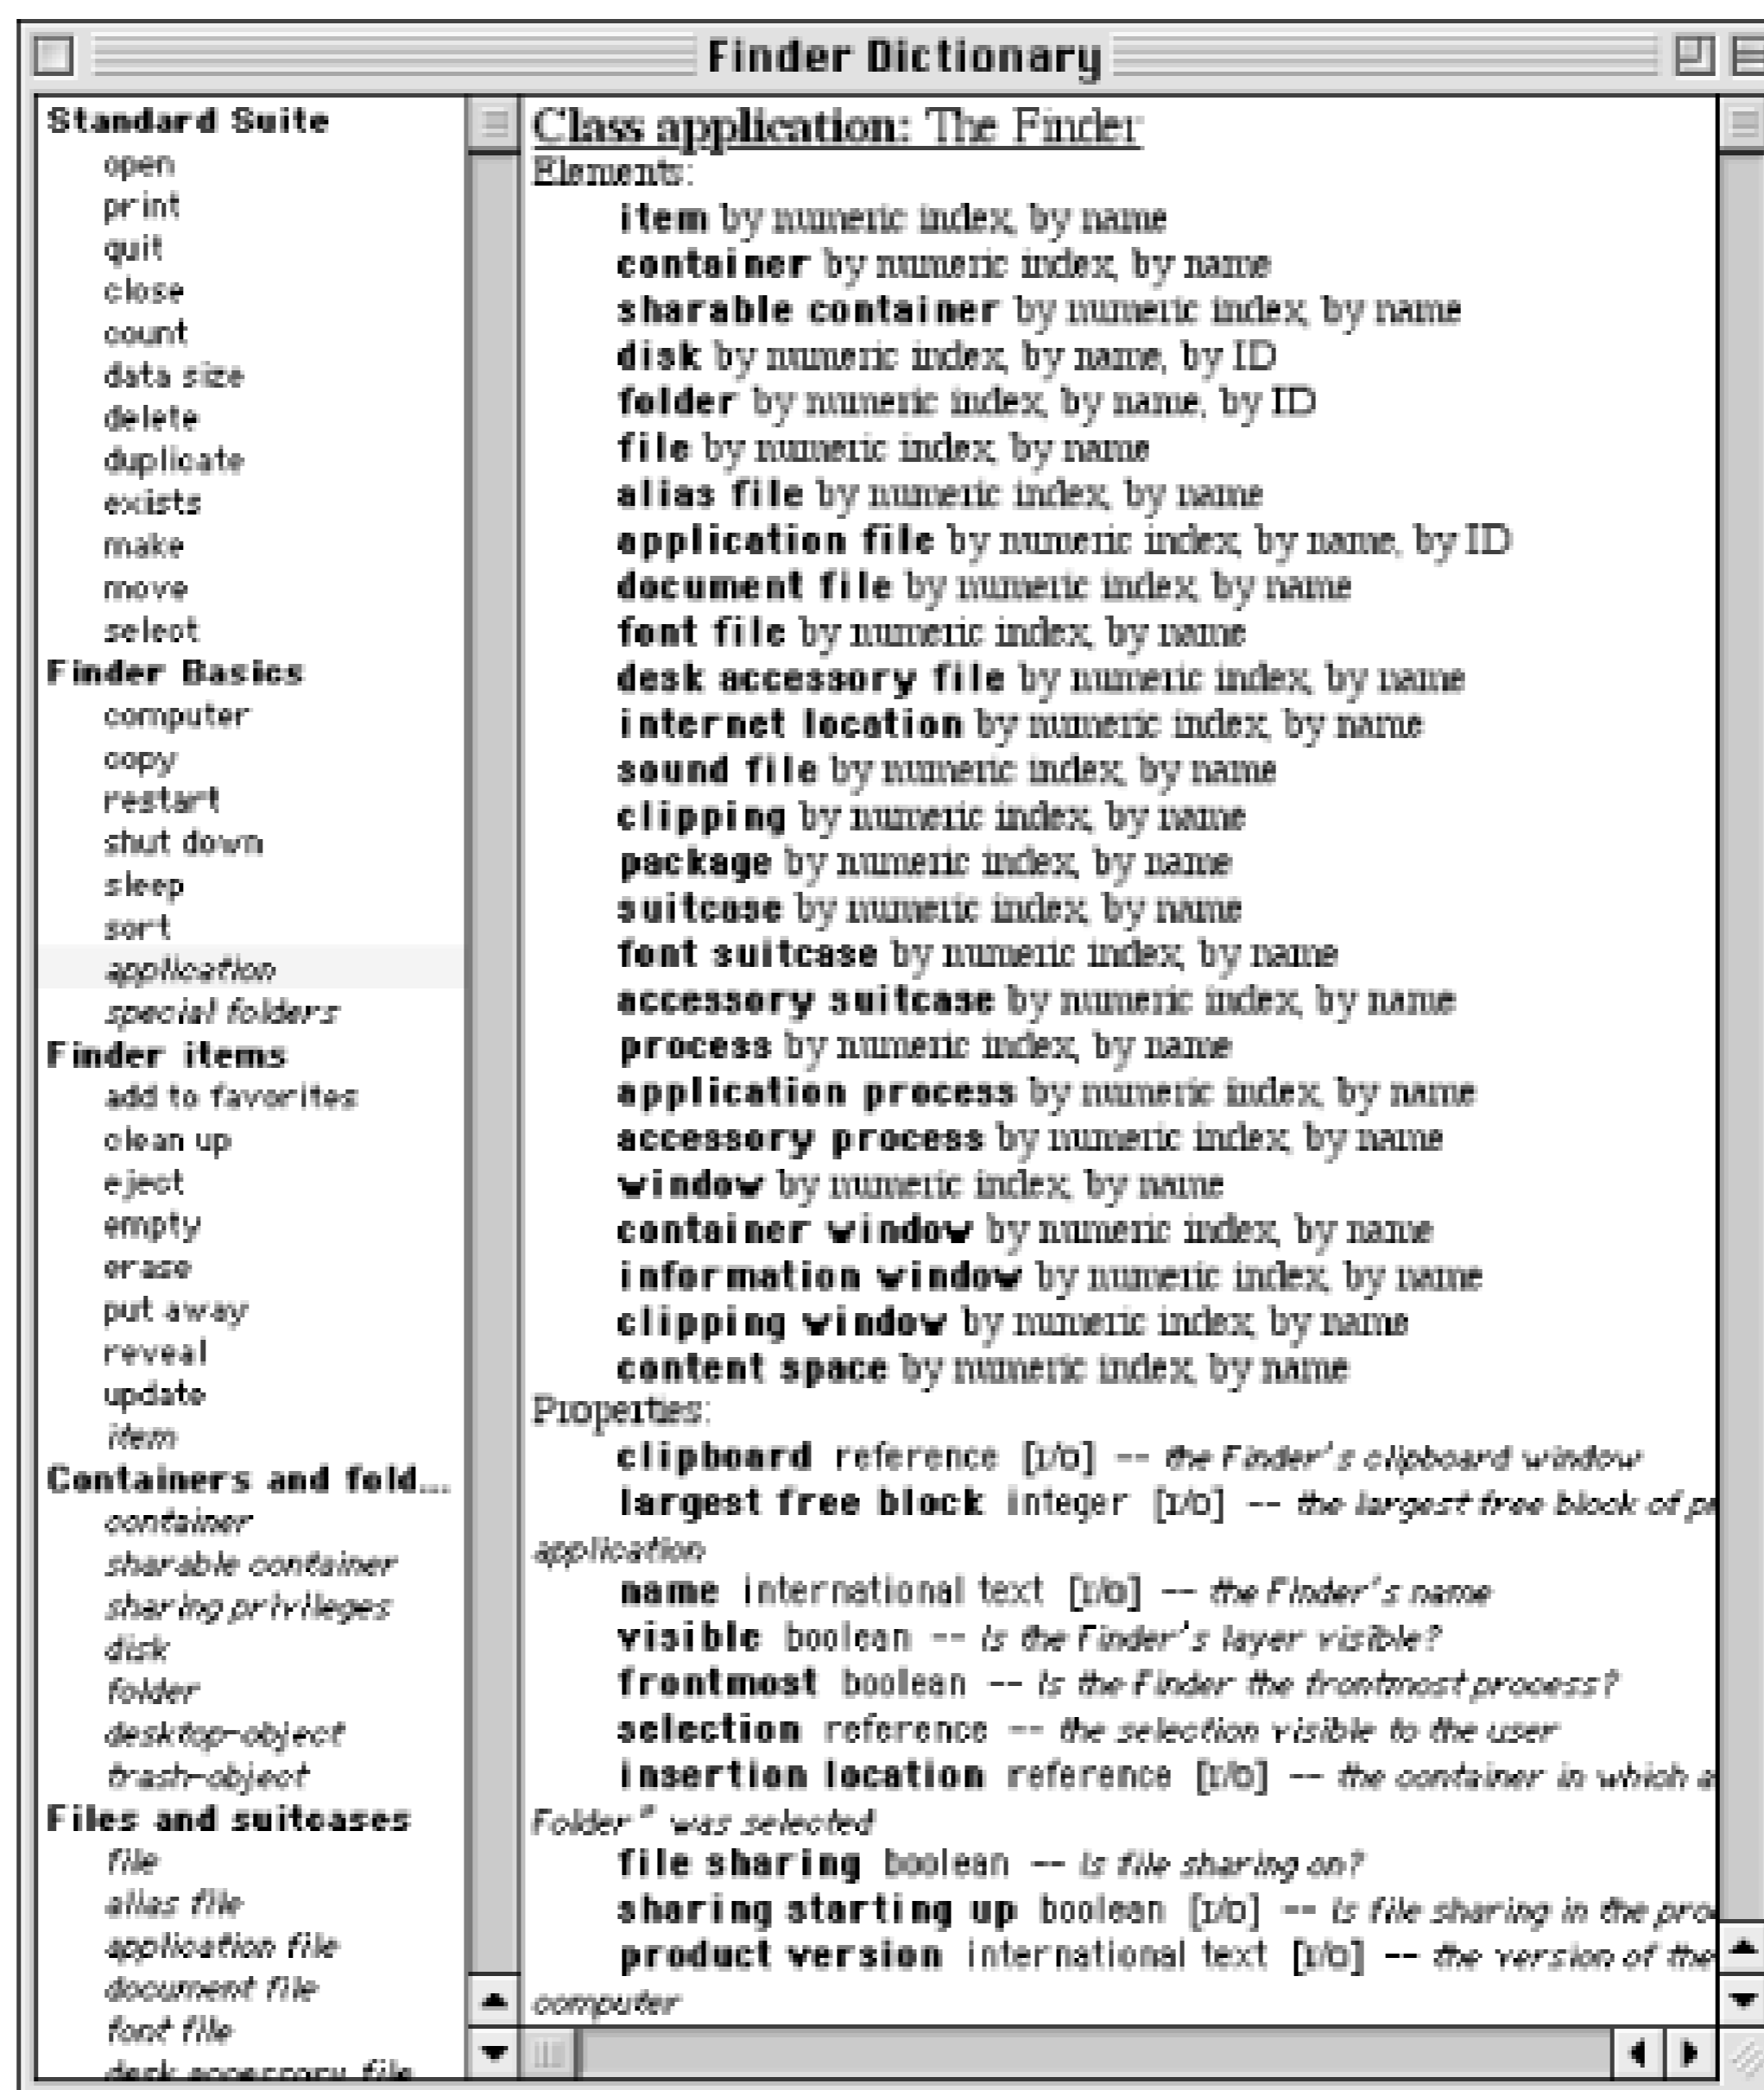 Finder Dictionary
Standard Suite
open
print
quit
close
count
data size
delete
duplicate
exists
make
move
select
Finder Basics
computer
copy
restart
shut down
sleep
sort
application
special folders
Finder items
add to favorites
clean up
eject
empty
erase
put away
reveal
update
item
Containers and fold...
container
sharable container
sharing privileges
disk
folder
desktop-object
trash-object
Files and suitcases
file
alias file
application file
document file
font file
desk accessory file
Class application: The Finder
Elements:
item by numeric index, by name
container by numeric index, by name
sharable container by numeric index, by name
disk by numeric index, by name, by ID
folder by numeric index, by name, by ID
file by numeric index, by name
alias file by numeric index, by name
application file by numeric index, by name, by ID
document file by numeric index, by name
font file by numeric index, by name
desk accessory file by numeric index, by name
internet location by numeric index, by name
sound file by numeric index, by name
clipping by numeric index, by name
package by numeric index, by name
suitcase by numeric index, by name
font suitcase by numeric index, by name
accessory suitcase by numeric index, by name
process by numeric index, by name
application process by numeric index, by name
accessory process by numeric index, by name
window by numeric index, by name
container window by numeric index, by name
information window by numeric index, by name
clipping window by numeric index, by name
content space by numeric index, by name
Properties:
clipboard reference [r/o] -- the Finder's clipboard window
largest free block integer [r/o] -- the largest free block of
application
name international text [r/o] -- the Finder's name
visible boolean -- Is the Finder's layer visible?
frontmost boolean -- Is the Finder the frontmost process?
selection reference -- the selection visible to the user
insertion location reference [r/o] -- the container in which
Folder" was selected
file sharing boolean -- Is file sharing on?
sharing starting up boolean [r/o] -- Is file sharing in the
product version international text [r/o] -- the version of the
computer